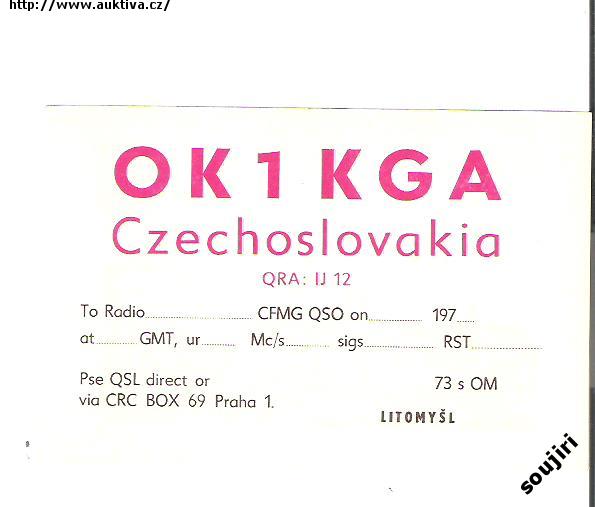 http://www.auktiva.cz/
OK1KGA
Czechoslovakia
QRA: IJ 12
To Radio CFMG QSO on 197
at GMT, ur Mc/s sigs RST
Pse QSL direct or 73 s OM
via CRC BOX 69 Praha 1.
LITOMYŠL
soujiri